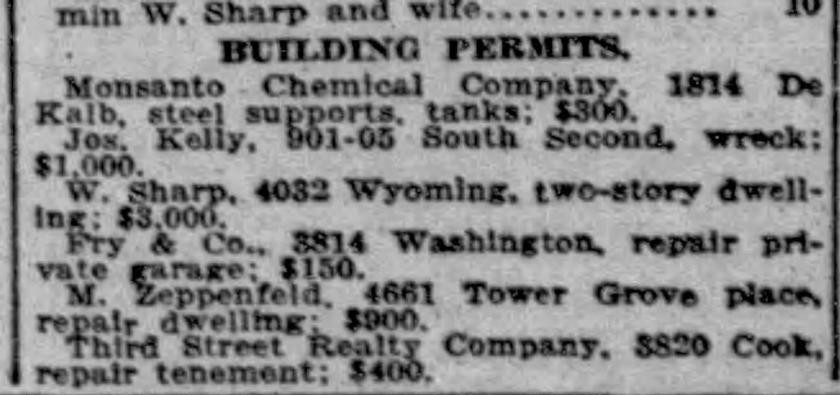 min W. Sharp and wife............. 10
BUILDING PERMITS.
Monsanto Chemical Company, 1814 De
Kalb, steel supports, tanks; $300.
Jos. Kelly, 901-05 South Second, wreck;
$1,000.
W. Sharp, 4032 Wyoming, two-story dwell-
ing; $3,000.
Fry & Co., 3814 Washington, repair pri-
vate garage; $150.
M. Zeppenfeld, 4661 Tower Grove place,
repair dwelling; $900.
Third Street Realty Company, 3820 Cook,
repair tenement; $400.